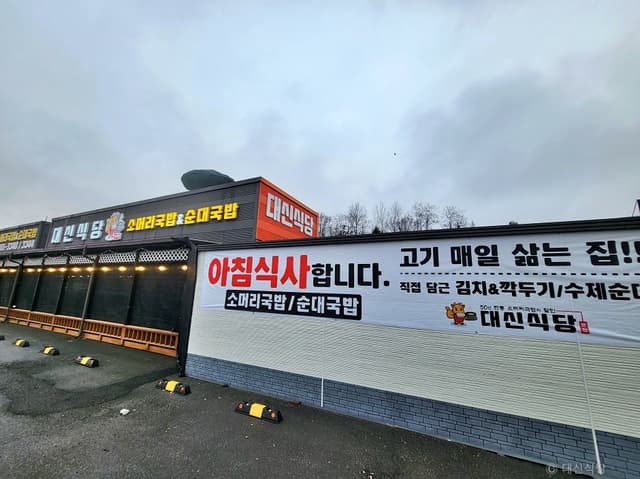 대신식당
소머리국밥&순대국밥
대신식당
아침식사합니다.
소머리국밥/순대국밥
고기 매일 삶는 집!!
직접 담근 김치&깍두기/수제순대
대신식당
© 대신식당